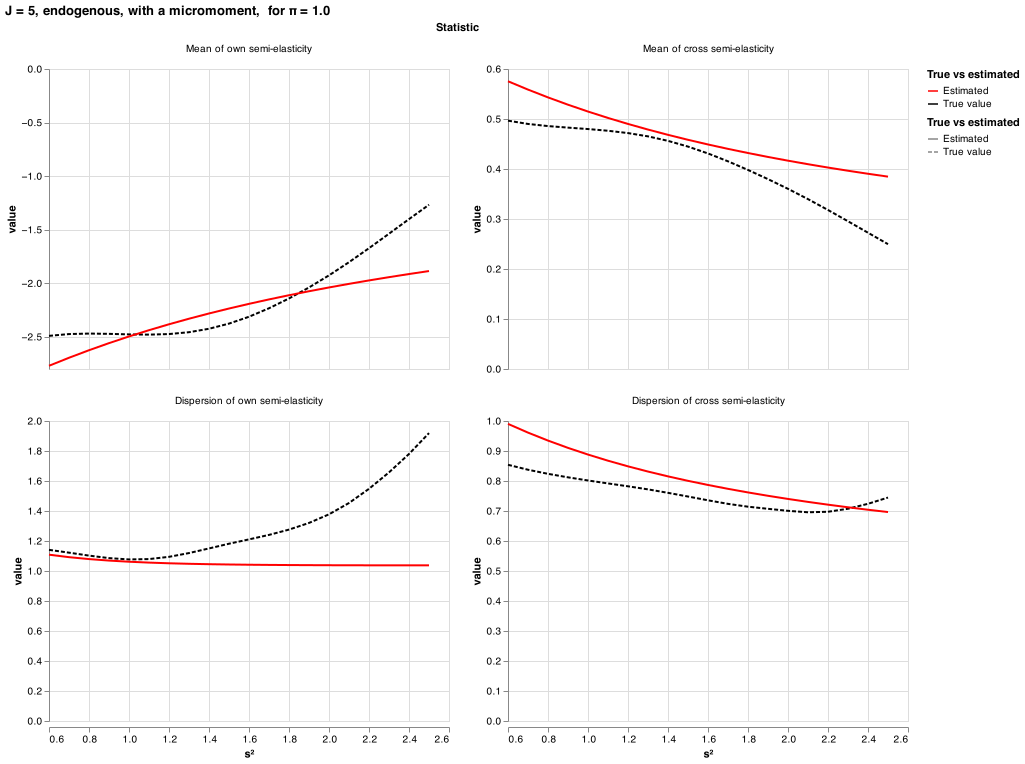 J = 5, endogenous, with a micromoment,  for π = 1.0
Statistic
Mean of own semi-elasticity
Mean of cross semi-elasticity
0.0
−0.5
−1.0
−1.5
−2.0
−2.5
value
0.6
0.5
0.4
0.3
0.2
0.1
0.0
value
True vs estimated
Estimated
True value
True vs estimated
Estimated
True value
Dispersion of own semi-elasticity
Dispersion of cross semi-elasticity
2.0
1.8
1.6
1.4
1.2
1.0
0.8
0.6
0.4
0.2
0.0
value
0.6 0.8 1.0 1.2 1.4 1.6 1.8 2.0 2.2 2.4 2.6
s²
1.0
0.9
0.8
0.7
0.6
0.5
0.4
0.3
0.2
0.1
0.0
value
0.6 0.8 1.0 1.2 1.4 1.6 1.8 2.0 2.2 2.4 2.6
s²